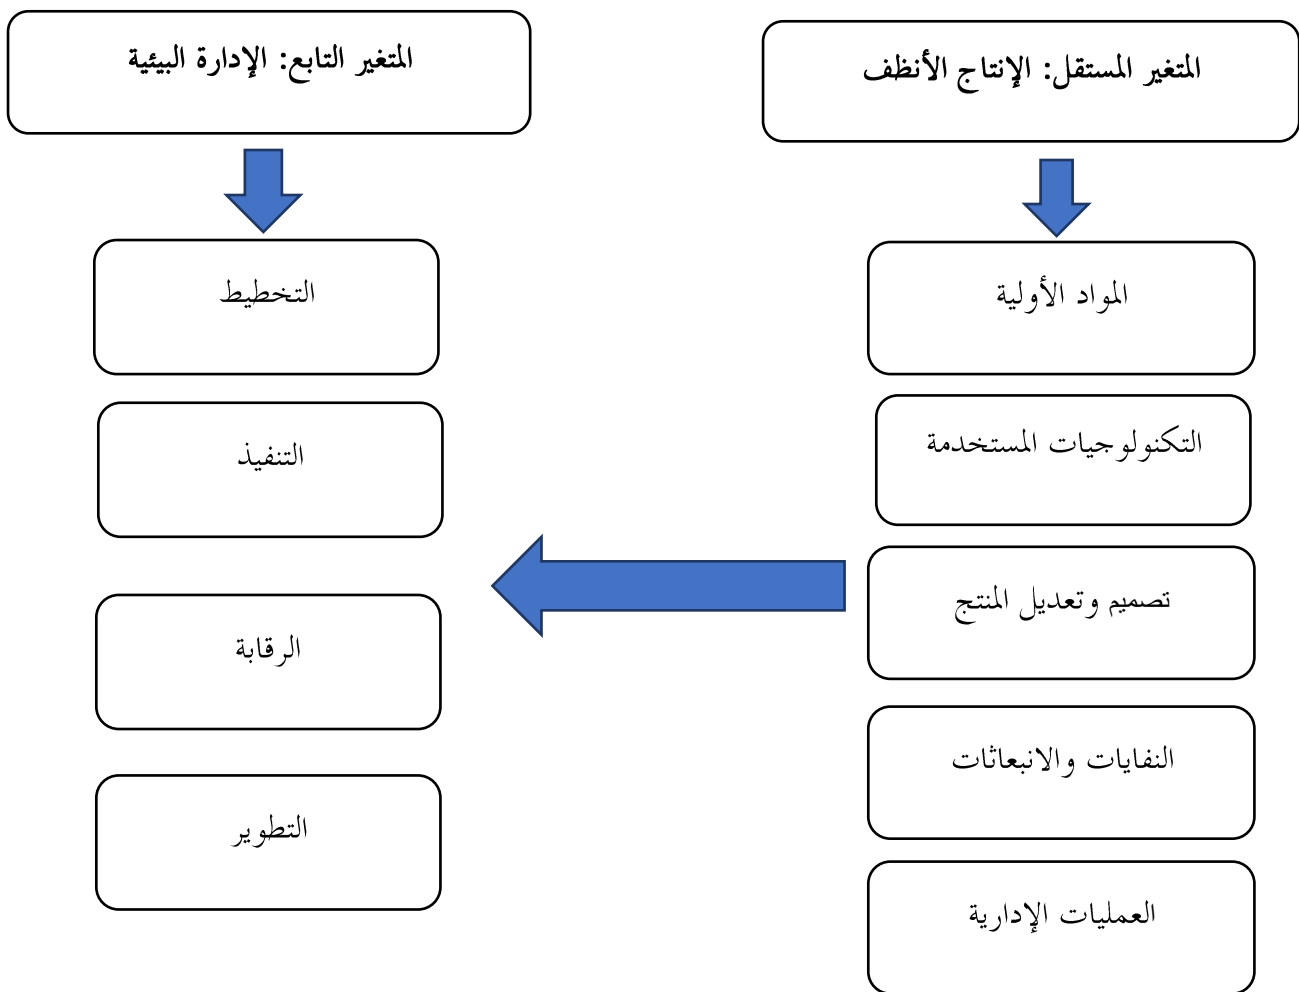 المتغير المستقل: الإنتاج الأنظف
المواد الأولية
التكنولوجيات المستخدمة
تصميم وتعديل المنتج
النفايات والانبعاثات
العمليات الإدارية
المتغير التابع: الإدارة البيئية
التخطيط
التنفيذ
الرقابة
التطوير